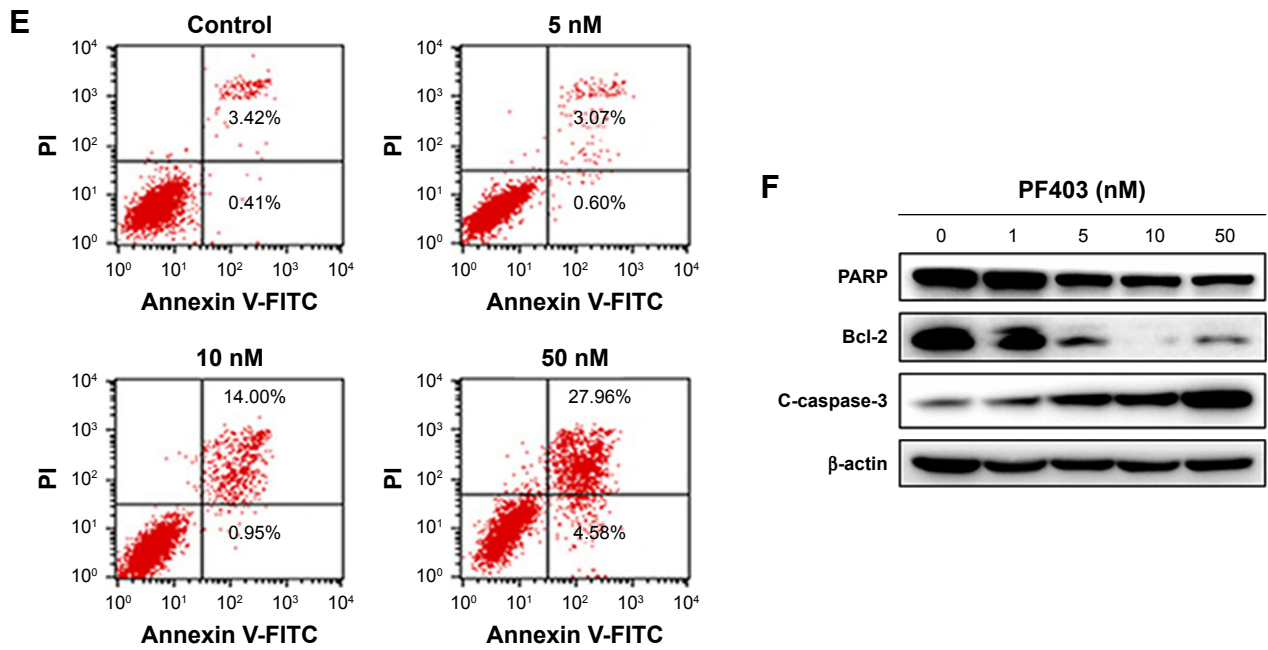 E
Control
5 nM
10⁴
10³
10²
10¹
10⁰
PI
3.42%
0.41%
10⁰ 10¹ 10² 10³ 10⁴
Annexin V-FITC
10⁴
10³
10²
10¹
10⁰
PI
3.07%
0.60%
10⁰ 10¹ 10² 10³ 10⁴
Annexin V-FITC
10 nM
50 nM
10⁴
10³
10²
10¹
10⁰
PI
14.00%
0.95%
10⁰ 10¹ 10² 10³ 10⁴
Annexin V-FITC
10⁴
10³
10²
10¹
10⁰
PI
27.96%
4.58%
10⁰ 10¹ 10² 10³ 10⁴
Annexin V-FITC
F
PF403 (nM)
0 1 5 10 50
PARP
Bcl-2
C-caspase-3
β-actin